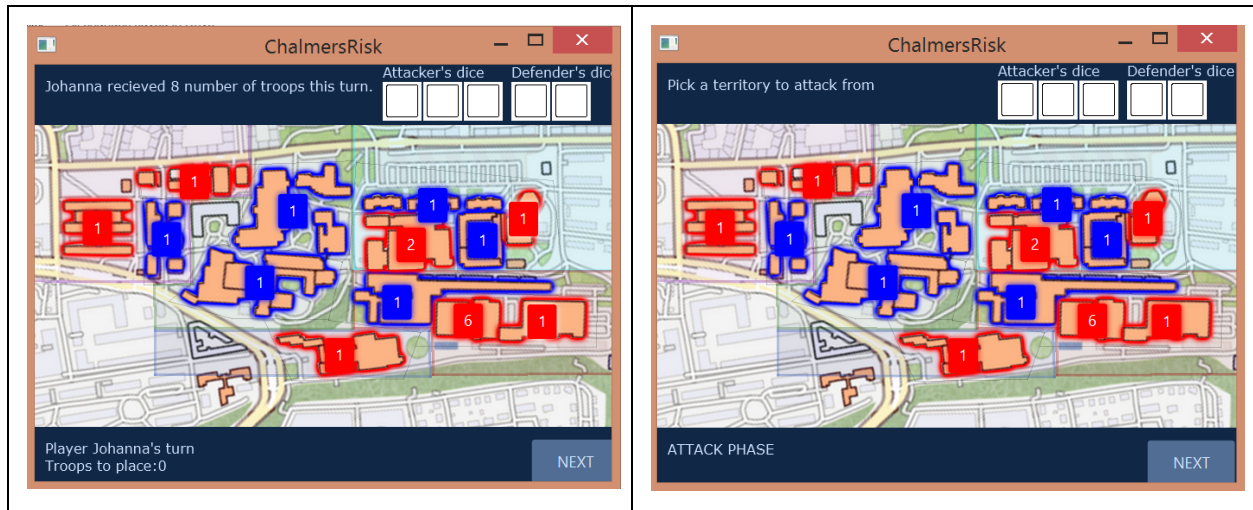 ChalmersRisk
Johanna recieved 8 number of troops this turn.
Attacker's dice
Defender's dic
1
1
1
1
1
1
2
1
1
1
6
1
1
Player Johanna's turn
Troops to place:0
NEXT
ChalmersRisk
Pick a territory to attack from
Attacker's dice
Defender's dice
1
1
1
1
1
1
2
1
1
1
6
1
1
ATTACK PHASE
NEXT